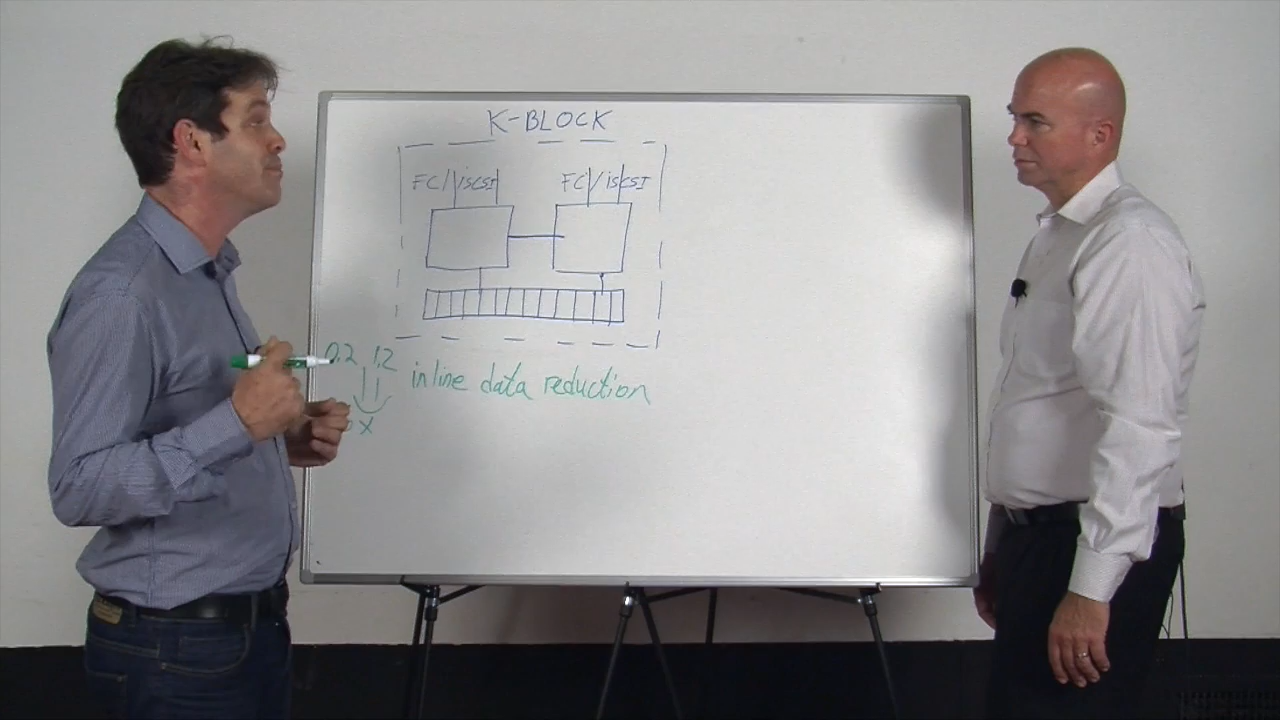 K-BLOCK
FC/iSCSI FC/iSCSI
0.2 1.2
inline data reduction
x